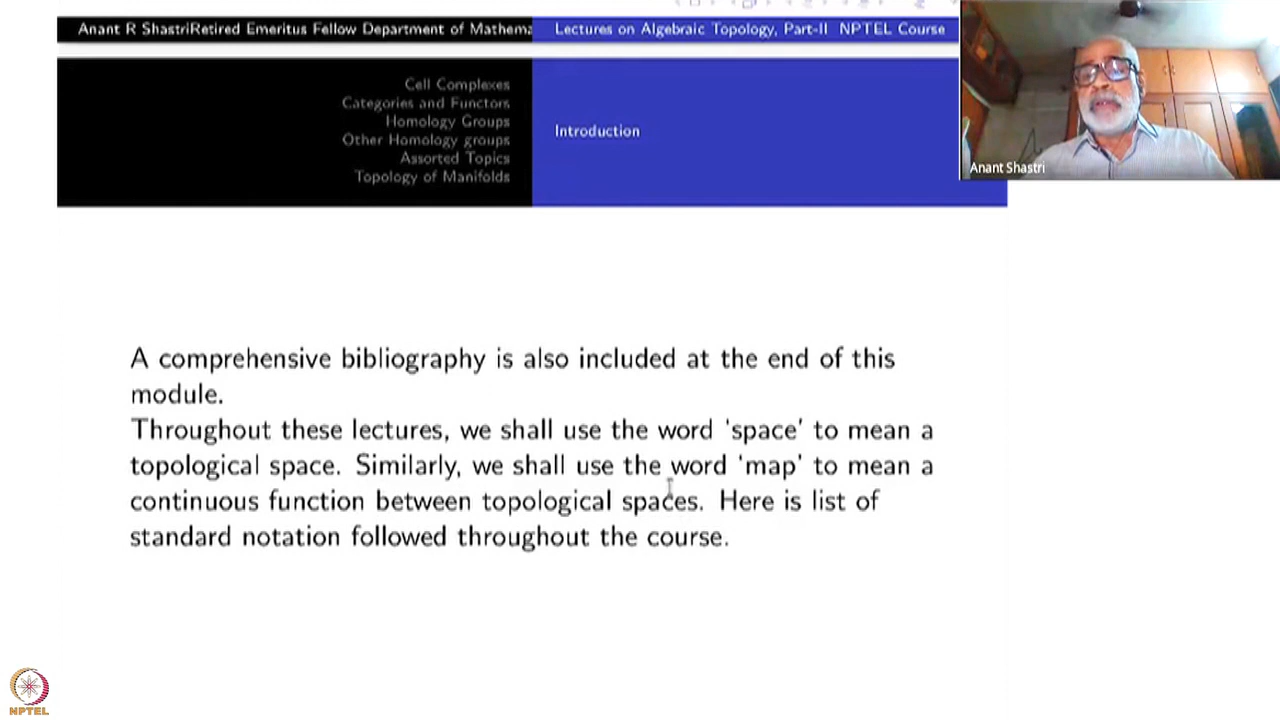 Anant R ShastriRetired Emeritus Fellow Department of Mathema
Lectures on Algebraic Topology, Part-II NPTEL Course
Cell Complexes
Categories and Functors
Homology Groups
Other Homology groups
Assorted Topics
Topology of Manifolds
Introduction
Anant Shastri
A comprehensive bibliography is also included at the end of this
module.
Throughout these lectures, we shall use the word ‘space’ to mean a
topological space. Similarly, we shall use the word ‘map’ to mean a
continuous function between topological spaces. Here is list of
standard notation followed throughout the course.
NPTEL